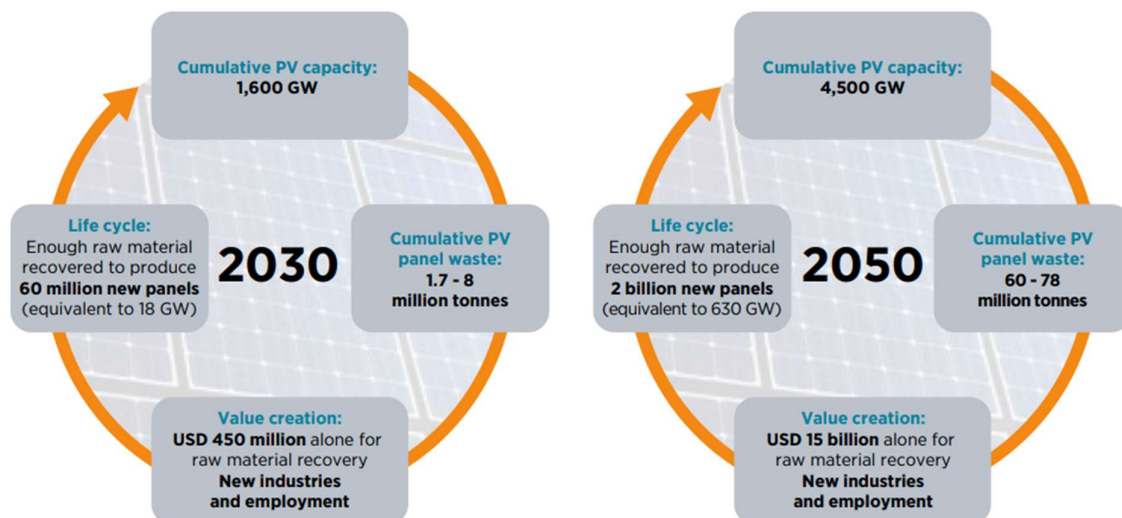 Cumulative PV capacity:
1,600 GW
Life cycle:
Enough raw material
recovered to produce
60 million new panels
(equivalent to 18 GW)
2030
Cumulative PV
panel waste:
1.7 - 8
million tonnes
Value creation:
USD 450 million alone for
raw material recovery
New industries
and employment
Cumulative PV capacity:
4,500 GW
Life cycle:
Enough raw material
recovered to produce
2 billion new panels
(equivalent to 630 GW)
2050
Cumulative PV
panel waste:
60 - 78
million tonnes
Value creation:
USD 15 billion alone for
raw material recovery
New industries
and employment